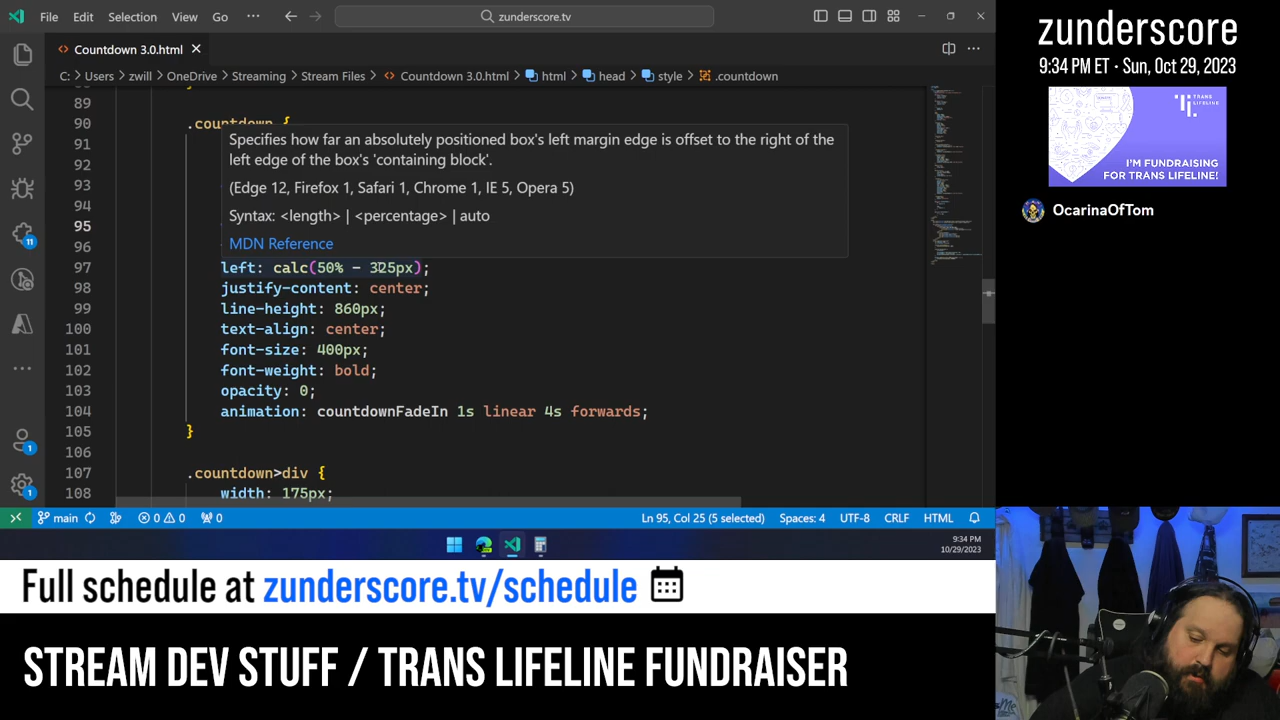 File Edit Selection View Go ··· zunderscore.tv
Countdown 3.0.html
C: > Users > zwill > OneDrive > Streaming > Stream Files > Countdown 3.0.html > html > head > style > .countdown
89
90 .countdown {
91
92
93
94
95
96
Specifies how far an absolutely positioned box's left margin edge is offset to the right of the
left edge of the box's 'containing block'.
(Edge 12, Firefox 1, Safari 1, Chrome 1, IE 5, Opera 5)
Syntax: <length> | <percentage> | auto
MDN Reference
97 left: calc(50% - 325px);
98 justify-content: center;
99 line-height: 860px;
100 text-align: center;
101 font-size: 400px;
102 font-weight: bold;
103 opacity: 0;
104 animation: countdownFadeIn 1s linear 4s forwards;
105 }
106
107 .countdown>div {
108 width: 175px;
11
1
1
main 0 0 0 Ln 95, Col 25 (5 selected) Spaces: 4 UTF-8 CRLF HTML
9:34 PM
10/29/2023
zunderscore
9:34 PM ET · Sun, Oct 29, 2023
TRANS
LIFELINE
I'M FUNDRAISING
FOR TRANS LIFELINE!
OcarinaOfTom
Full schedule at zunderscore.tv/schedule
STREAM DEV STUFF / TRANS LIFELINE FUNDRAISER